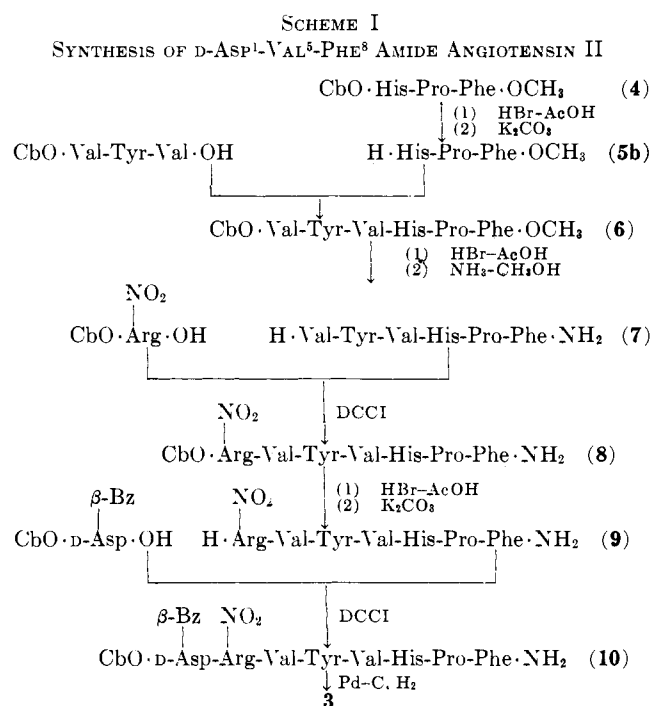 SCHEME I
SYNTHESIS OF D-ASP¹-VAL⁵-PHE⁸ AMIDE ANGIOTENSIN II
CbO·His-Pro-Phe·OCH₃ (4)
(1) HBr-AcOH
(2) K₂CO₃
CbO·Val-Tyr-Val·OH H·His-Pro-Phe·OCH₃ (5b)
CbO·Val-Tyr-Val-His-Pro-Phe·OCH₃ (6)
(1) HBr-AcOH
(2) NH₃-CH₃OH
NO₂
CbO·Arg·OH H·Val-Tyr-Val-His-Pro-Phe·NH₂ (7)
DCCI
NO₂
CbO·Arg-Val-Tyr-Val-His-Pro-Phe·NH₂ (8)
(1) HBr-AcOH
(2) K₂CO₃
β-Bz NO₂
CbO·D-Asp·OH H·Arg-Val-Tyr-Val-His-Pro-Phe·NH₂ (9)
DCCI
β-Bz NO₂
CbO·D-Asp-Arg-Val-Tyr-Val-His-Pro-Phe·NH₂ (10)
Pd-C, H₂
3